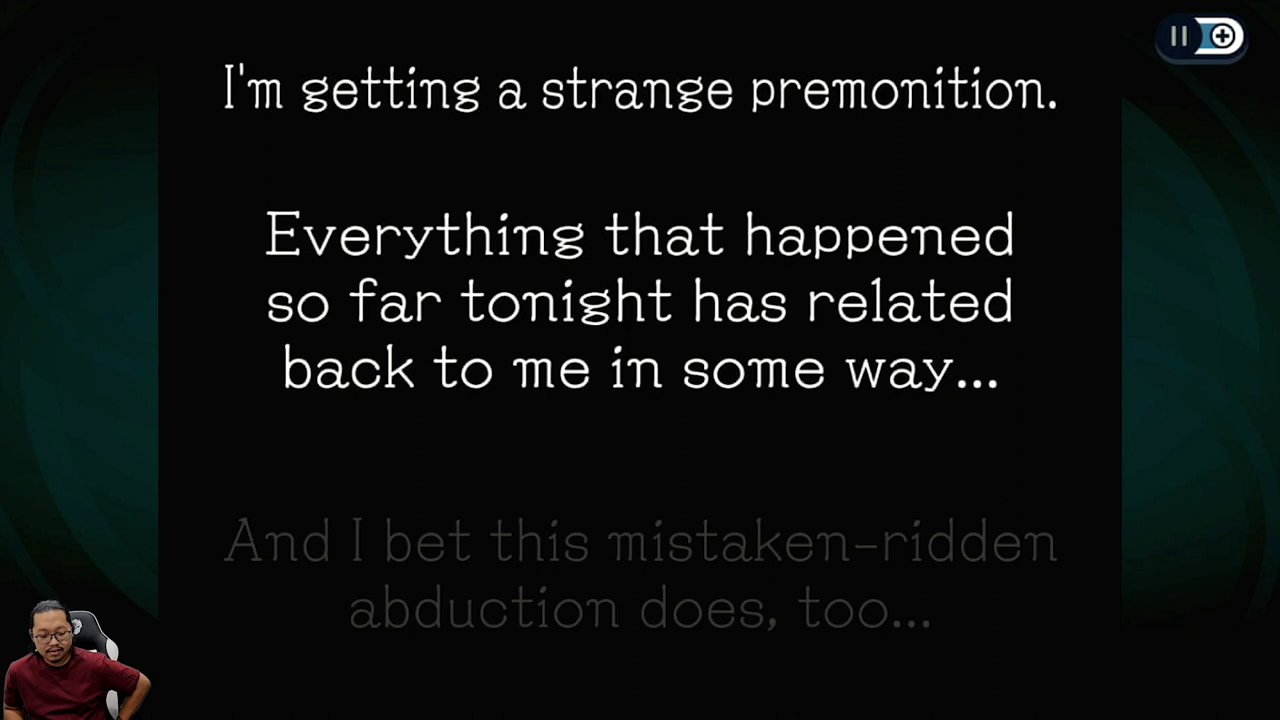 I'm getting a strange premonition.
Everything that happened
so far tonight has related
back to me in some way...
And I bet this mistaken-ridden
abduction does, too...